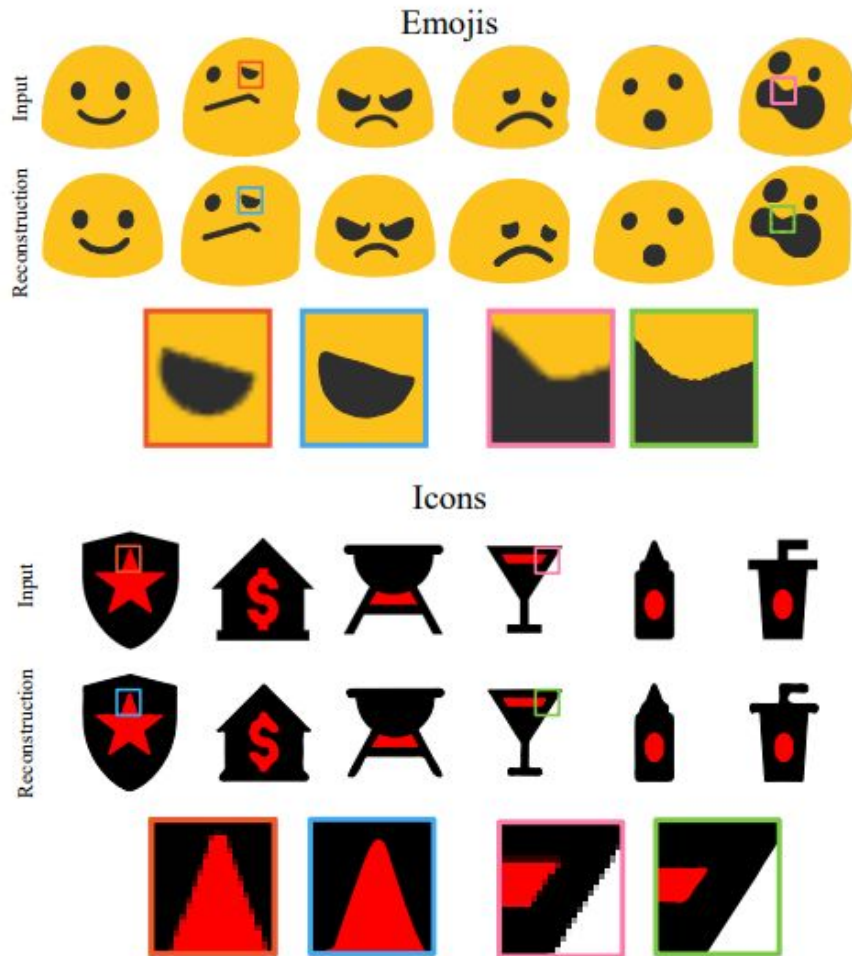 Emojis
Input
Reconstruction
Icons
Input
$
Reconstruction
$